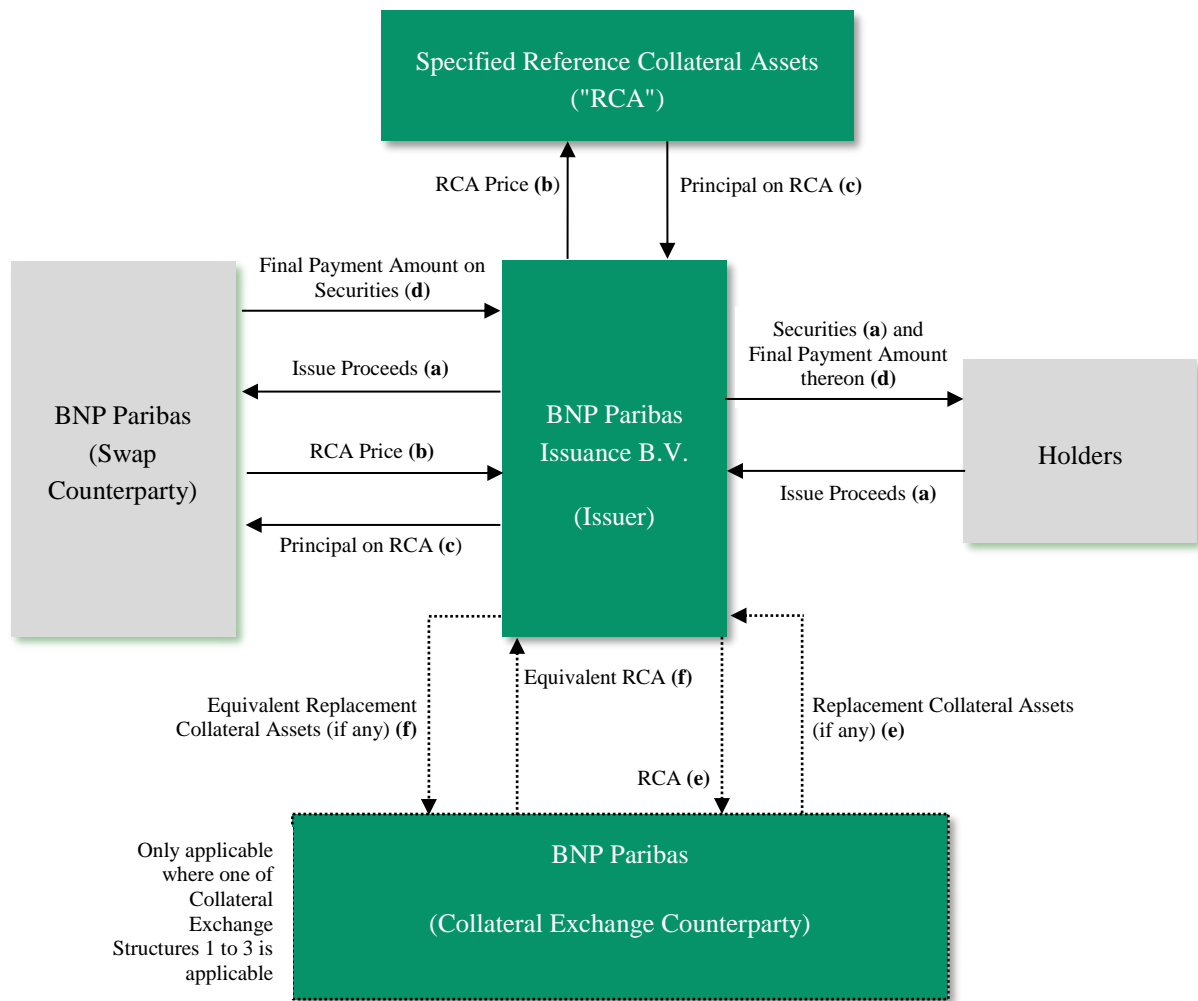 Specified Reference Collateral Assets
("RCA")
RCA Price (b)
Principal on RCA (c)
Final Payment Amount on
Securities (d)
Issue Proceeds (a)
RCA Price (b)
Principal on RCA (c)
BNP Paribas
(Swap
Counterparty)
BNP Paribas
Issuance B.V.
(Issuer)
Securities (a) and
Final Payment Amount
thereon (d)
Issue Proceeds (a)
Holders
Equivalent Replacement
Collateral Assets (if any) (f)
Equivalent RCA (f)
RCA (e)
Replacement Collateral Assets
(if any) (e)
Only applicable
where one of
Collateral
Exchange
Structures 1 to 3 is
applicable
BNP Paribas
(Collateral Exchange Counterparty)